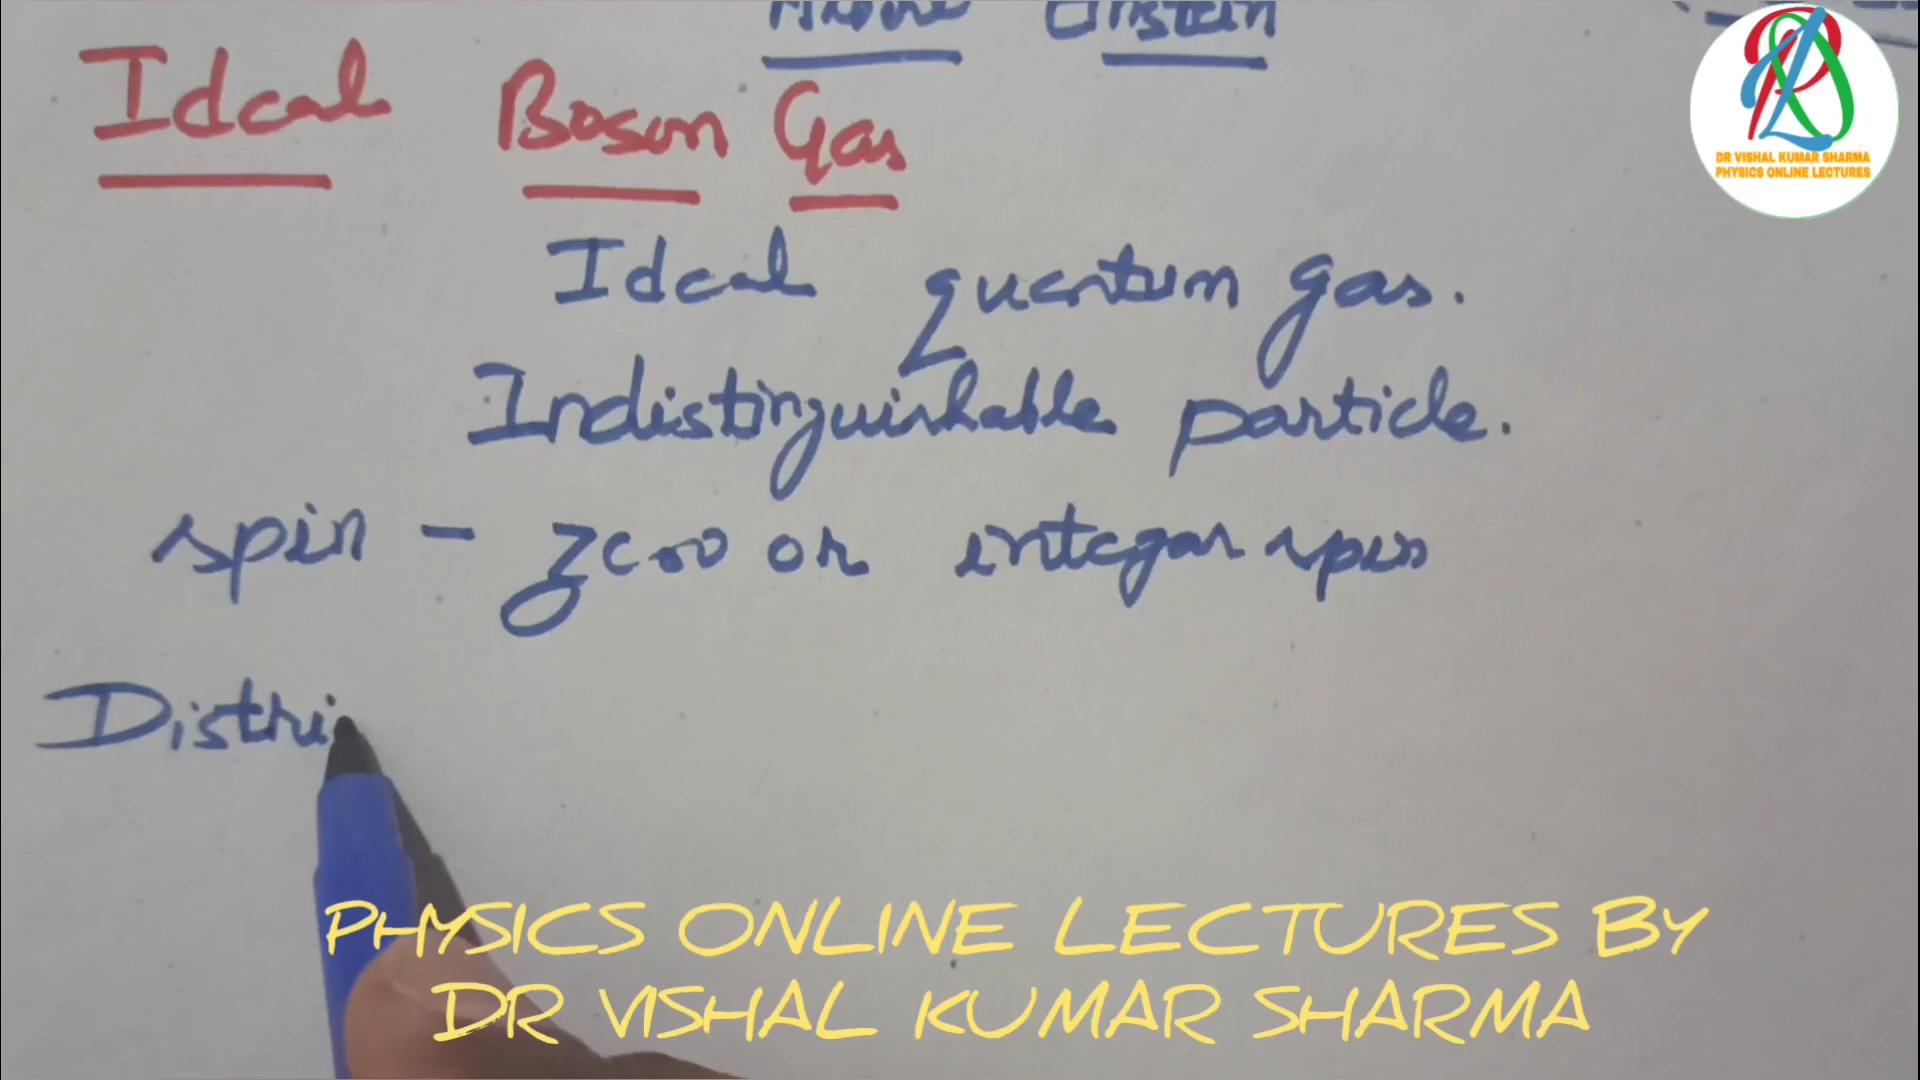 Ideal Boson Gas
DR VISHAL KUMAR SHARMA
PHYSICS ONLINE LECTURES
Ideal quantum gas.
Indistinguishable particle.
spin - zero or integar spin
Distri
PHYSICS ONLINE LECTURES BY
DR VISHAL KUMAR SHARMA